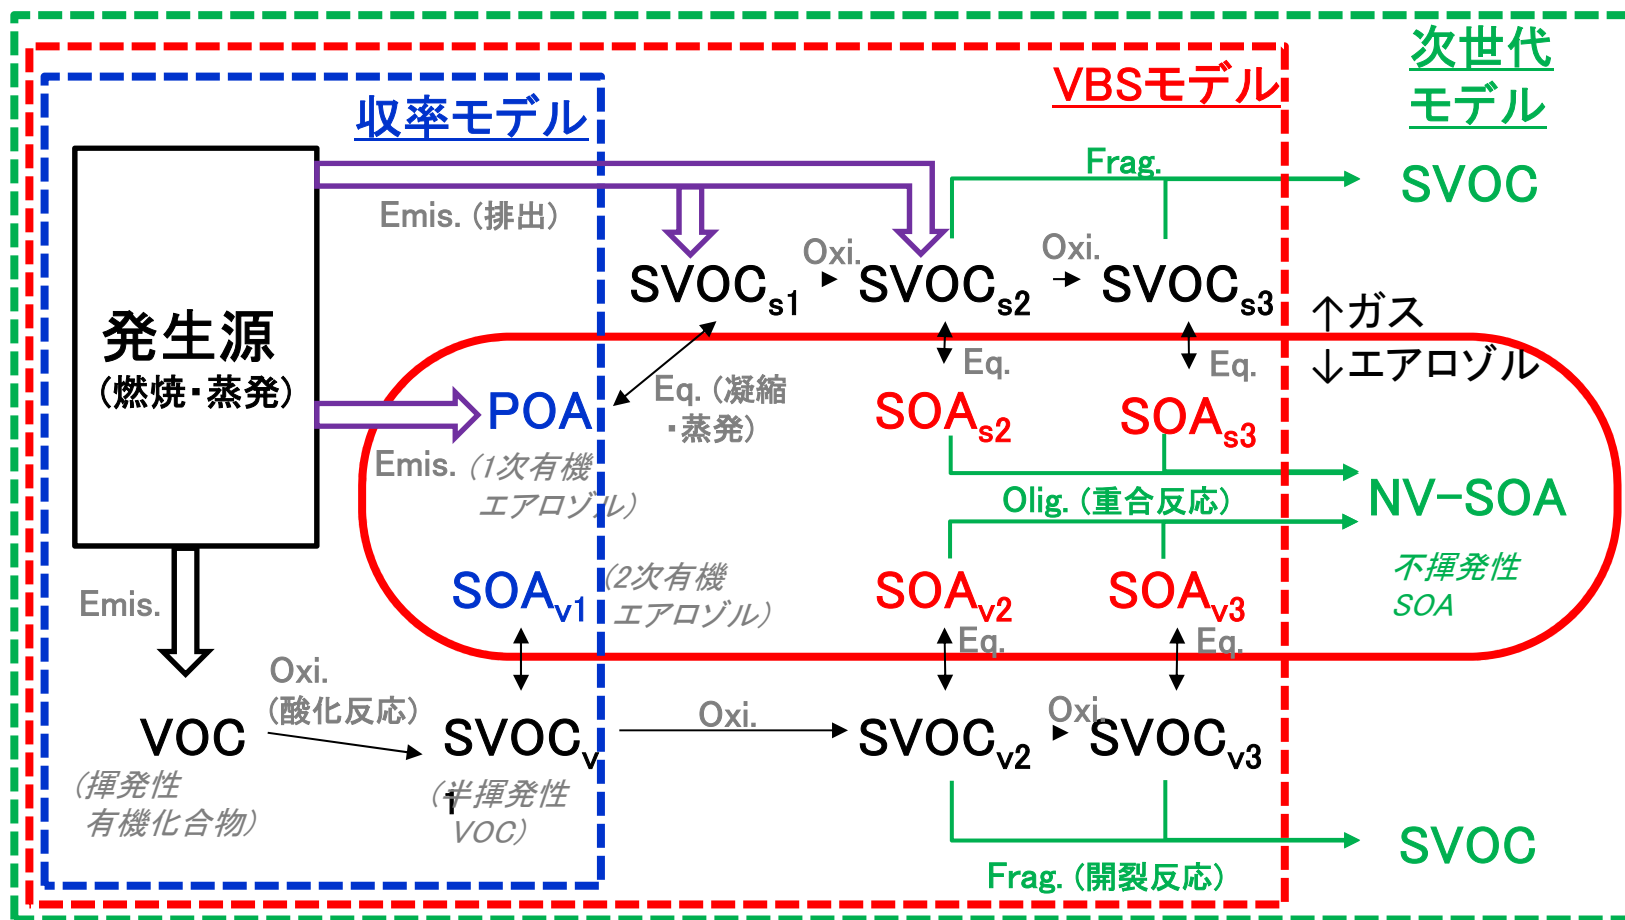 次世代
モデル
VBSモデル
収率モデル
Frag.
SVOC
Emis. (排出)
Oxi.
Oxi.
SVOCs1
SVOCs2
SVOCs3
発生源
(燃焼・蒸発)
↑ガス
↓エアロゾル
Eq.
Eq.
Eq. (凝縮
・蒸発)
POA
SOAs2
SOAs3
Emis.
(1次有機
エアロゾル)
Olig. (重合反応)
NV-SOA
不揮発性
SOA
Emis.
SOAv1
(2次有機
エアロゾル)
SOAv2
SOAv3
Eq.
Eq.
Oxi.
(酸化反応)
VOC
(揮発性
有機化合物)
SVOCv
1
(半揮発性
VOC)
Oxi.
SVOCv2
Oxi.
SVOCv3
SVOC
Frag. (開裂反応)